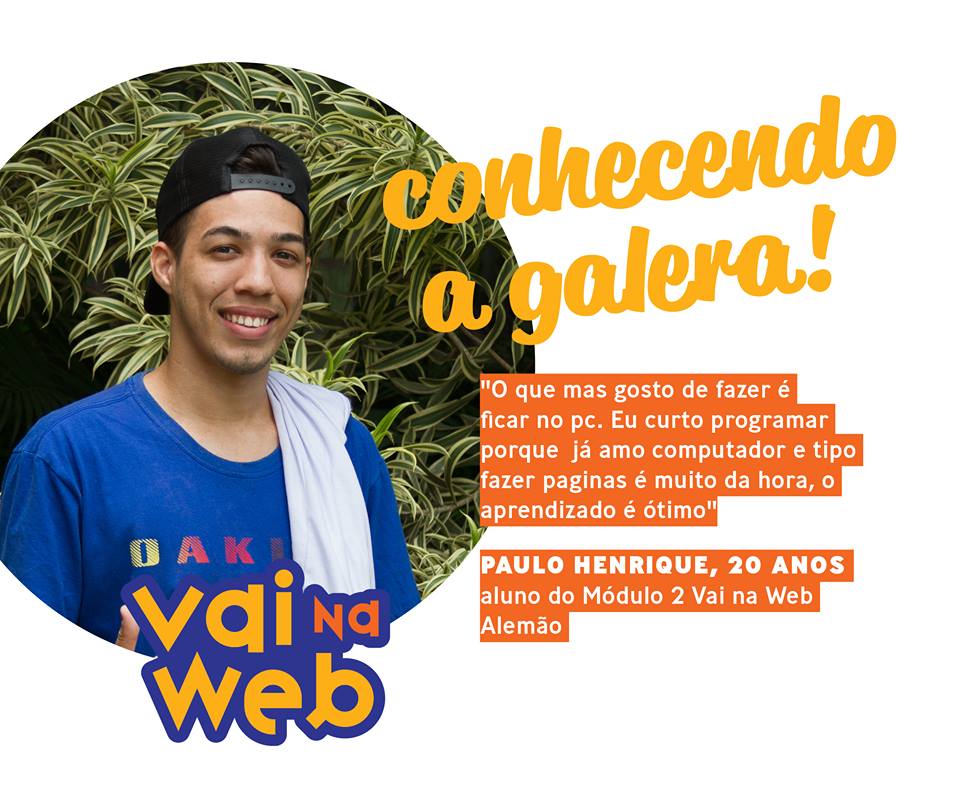 conhecendo
a galera!
"O que mas gosto de fazer é
ficar no pc. Eu curto programar
porque  já amo computador e tipo
fazer paginas é muito da hora, o
aprendizado é ótimo"
PAULO HENRIQUE, 20 ANOS
aluno do Módulo 2 Vai na Web
Alemão
OAK
vai NA
web